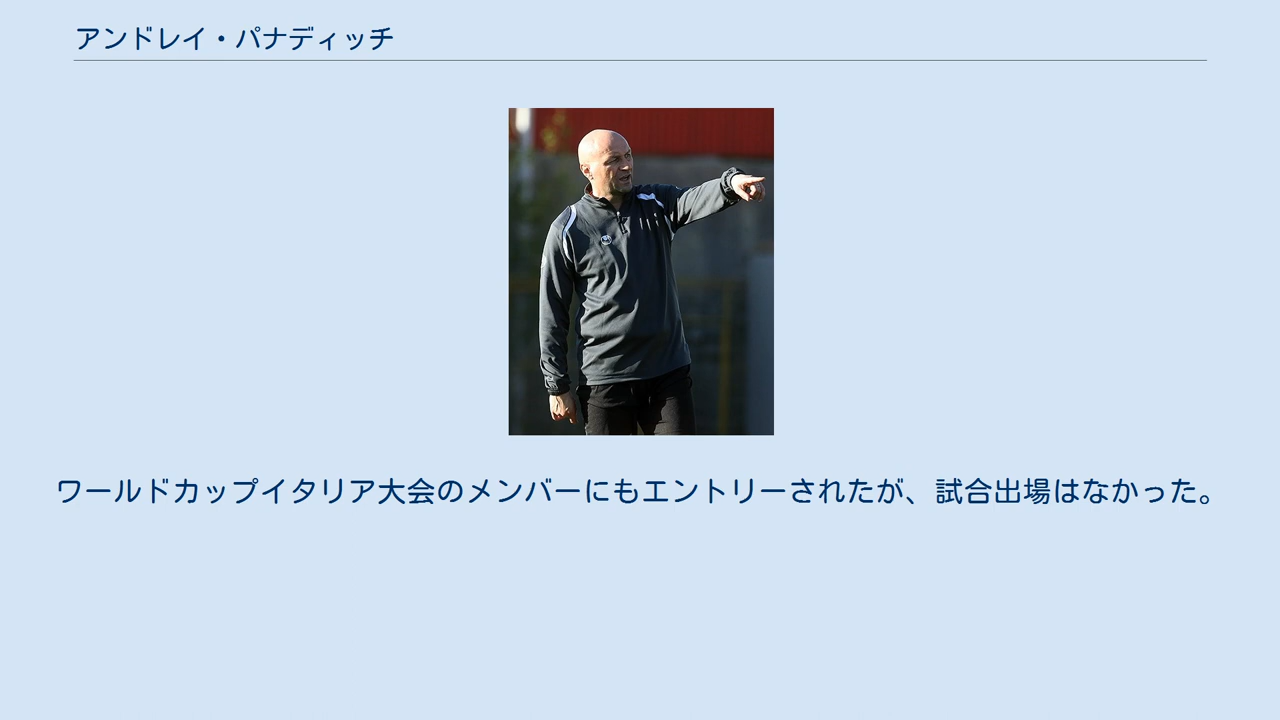 アンドレイ・パナディッチ
ワールドカップイタリア大会のメンバーにもエントリーされたが、試合出場はなかった。